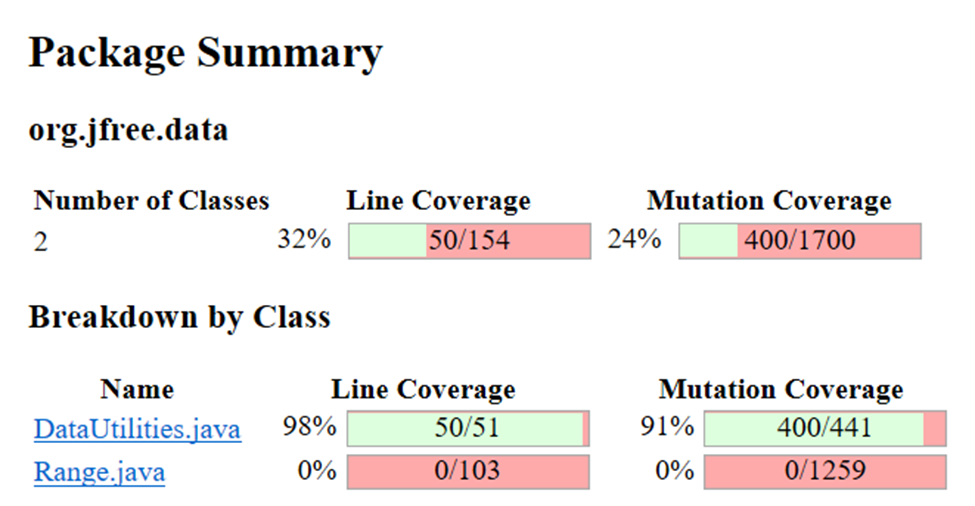 Package Summary
org.jfree.data
Number of Classes Line Coverage Mutation Coverage
2 32% 50/154 24% 400/1700
Breakdown by Class
Name Line Coverage Mutation Coverage
DataUtilities.java 98% 50/51 91% 400/441
Range.java 0% 0/103 0% 0/1259